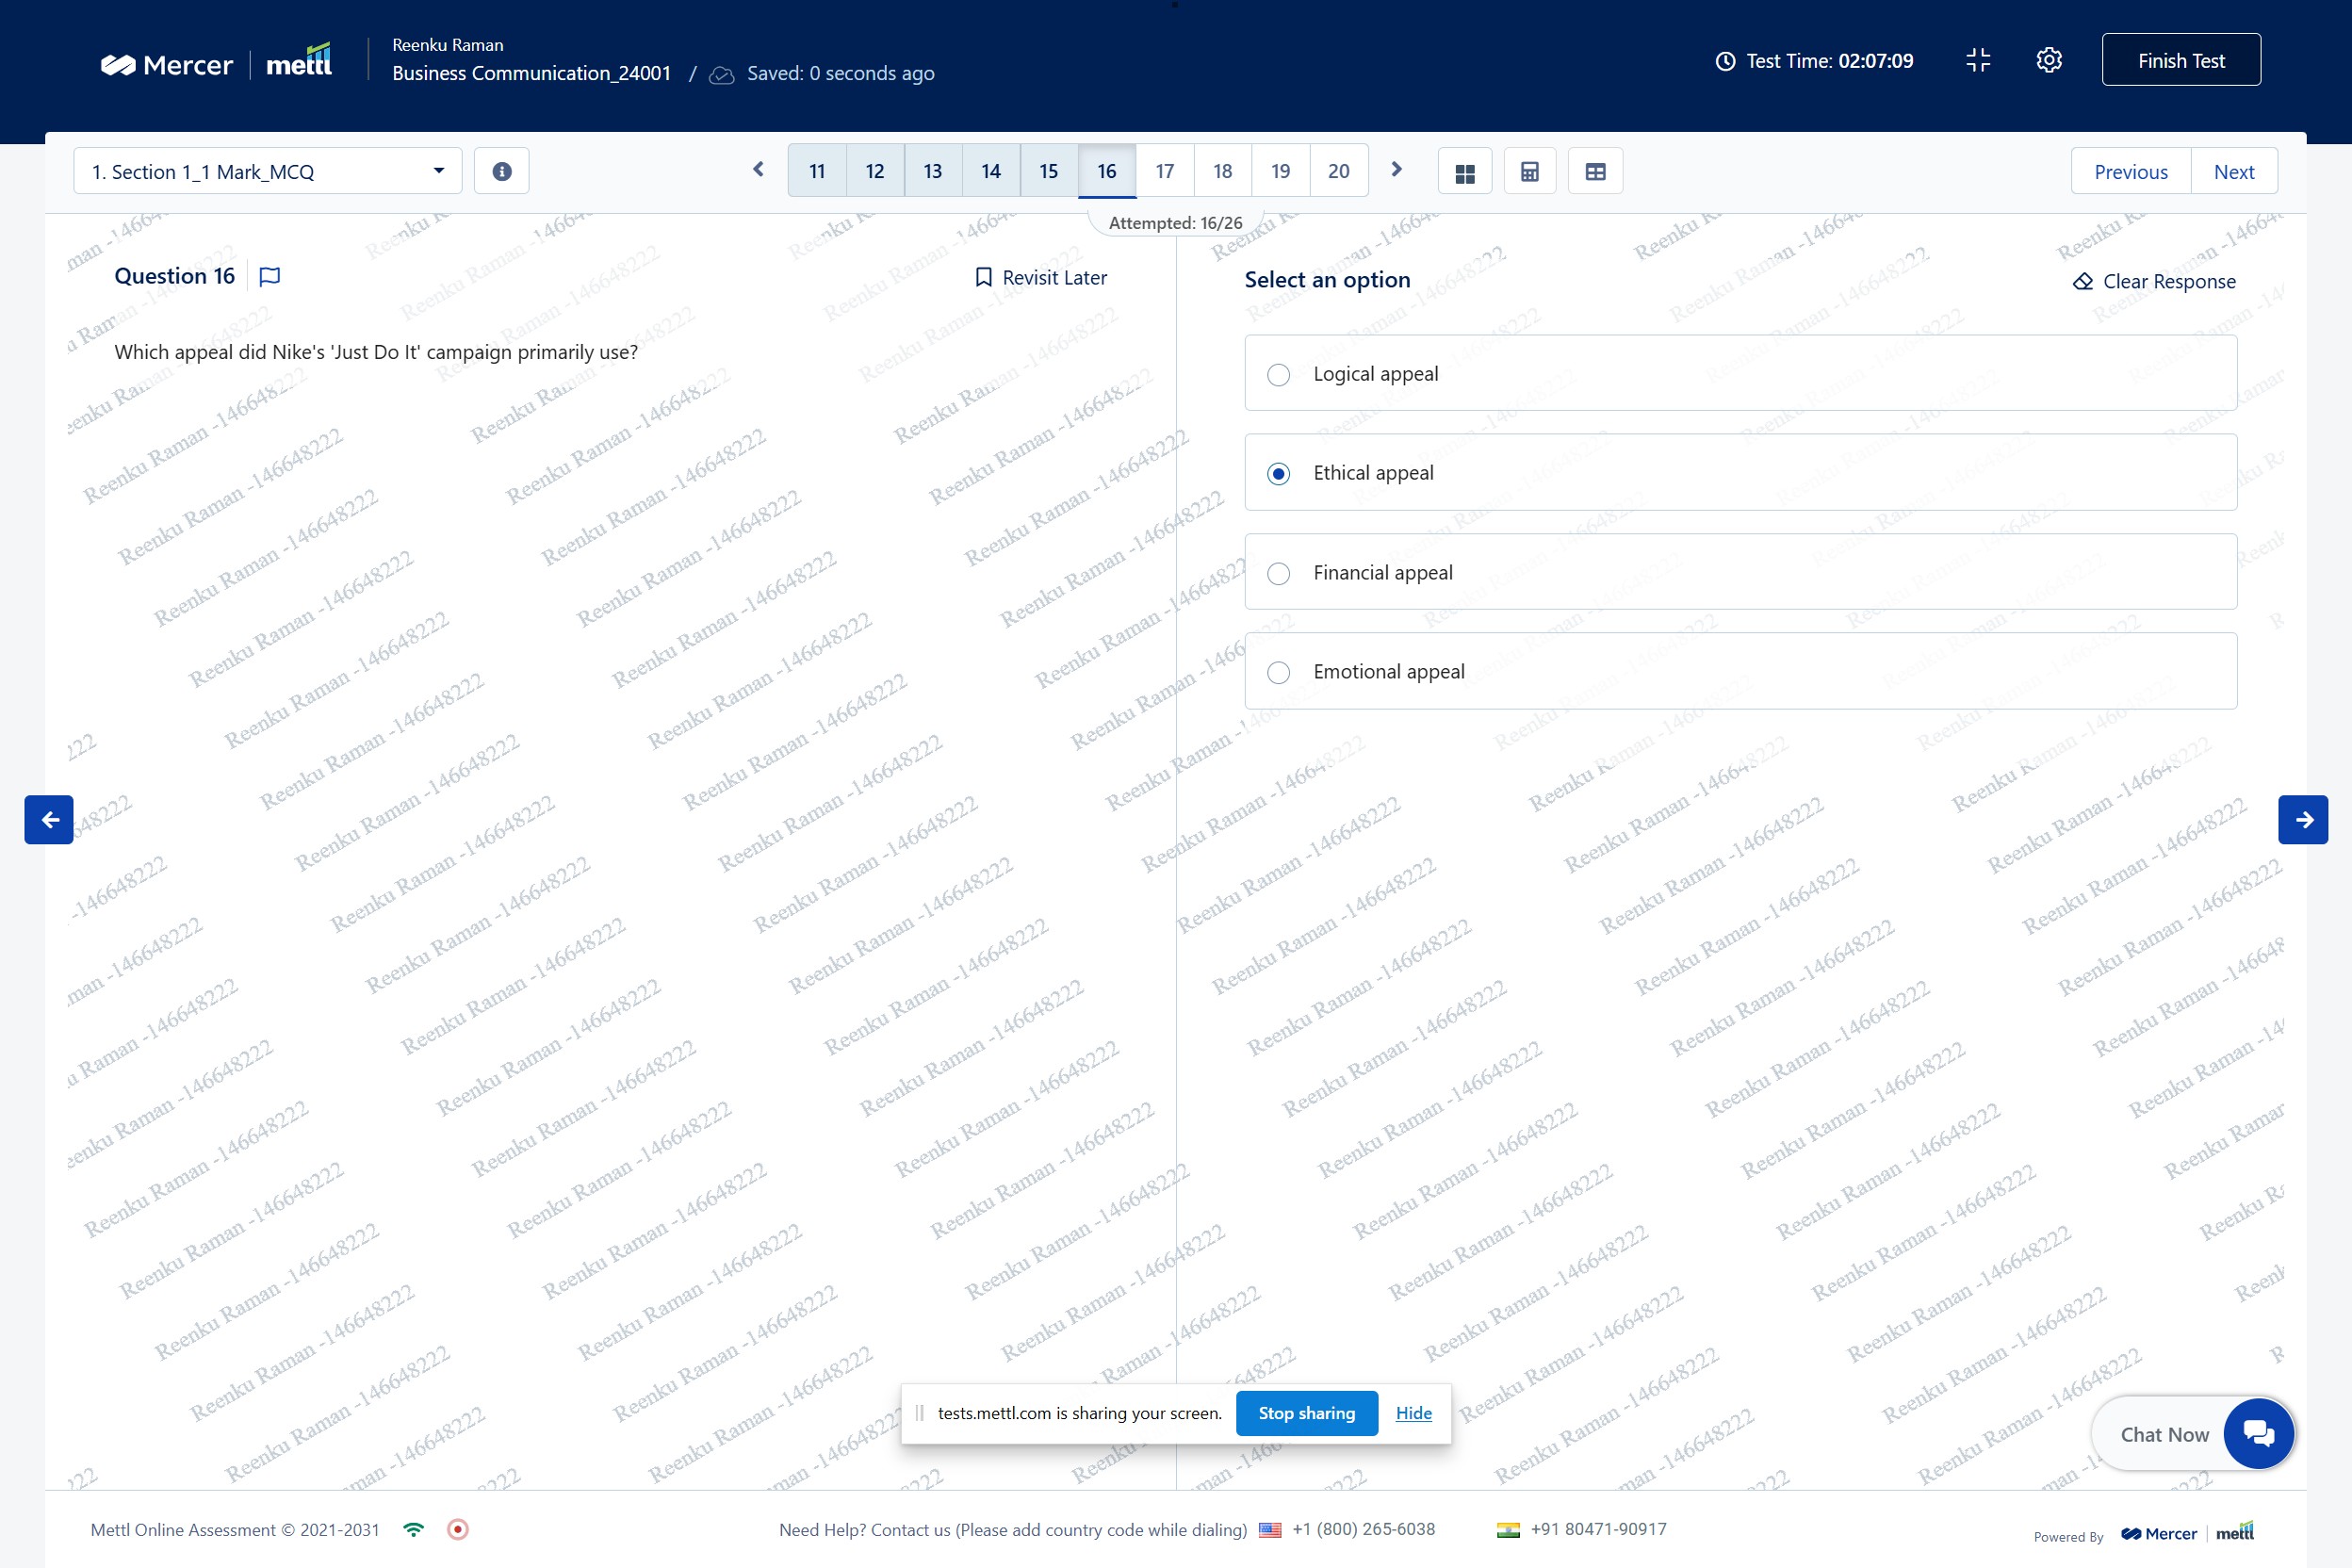 Mercer mettl
Reenku Raman
Business Communication_24001 / Saved: 0 seconds ago
Test Time: 02:07:09
Finish Test
1. Section 1_1 Mark_MCQ
11 12 13 14 15 16 17 18 19 20
Previous Next
Attempted: 16/26
Question 16
Revisit Later
Which appeal did Nike's 'Just Do It' campaign primarily use?
Select an option
Clear Response
Logical appeal
Ethical appeal
Financial appeal
Emotional appeal
Reenku Raman -146648222
tests.mettl.com is sharing your screen. Stop sharing Hide
Chat Now
Mettl Online Assessment © 2021-2031
Need Help? Contact us (Please add country code while dialing) +1 (800) 265-6038 +91 80471-90917
Powered By Mercer mettl